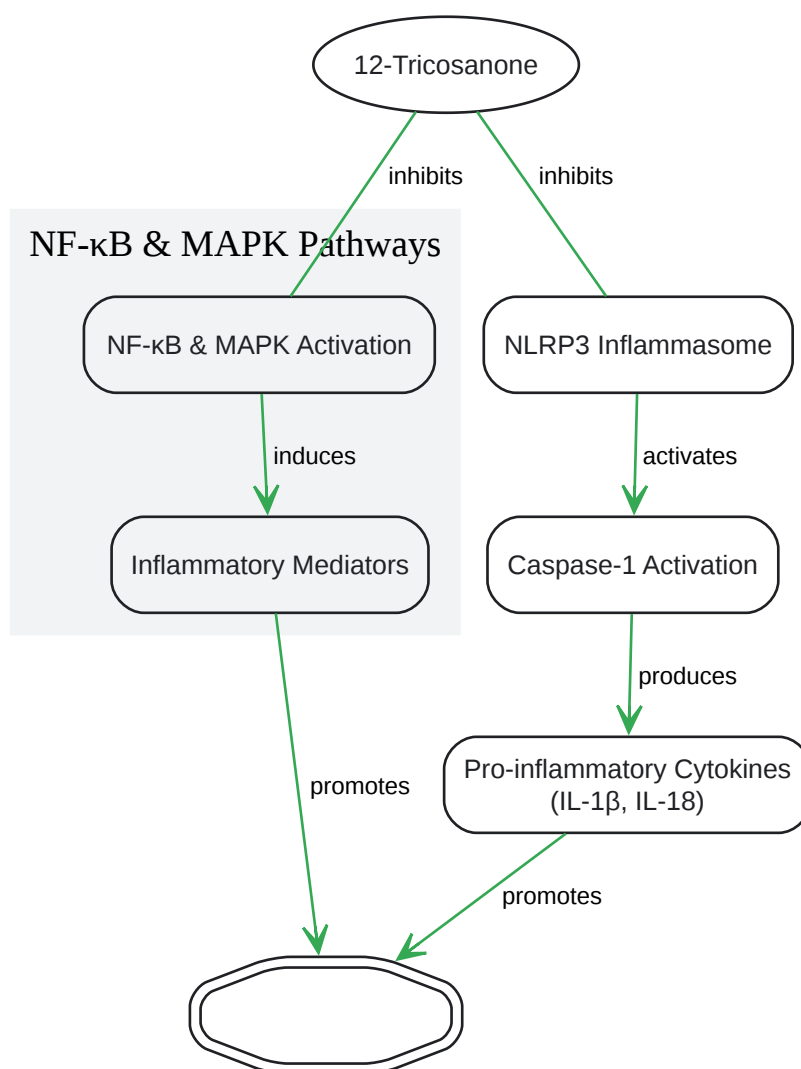 12-Tricosanone
inhibits
inhibits
NF-κB & MAPK Pathways
NF-κB & MAPK Activation
NLRP3 Inflammasome
induces
activates
Inflammatory Mediators
Caspase-1 Activation
produces
Pro-inflammatory Cytokines
(IL-1β, IL-18)
promotes
promotes